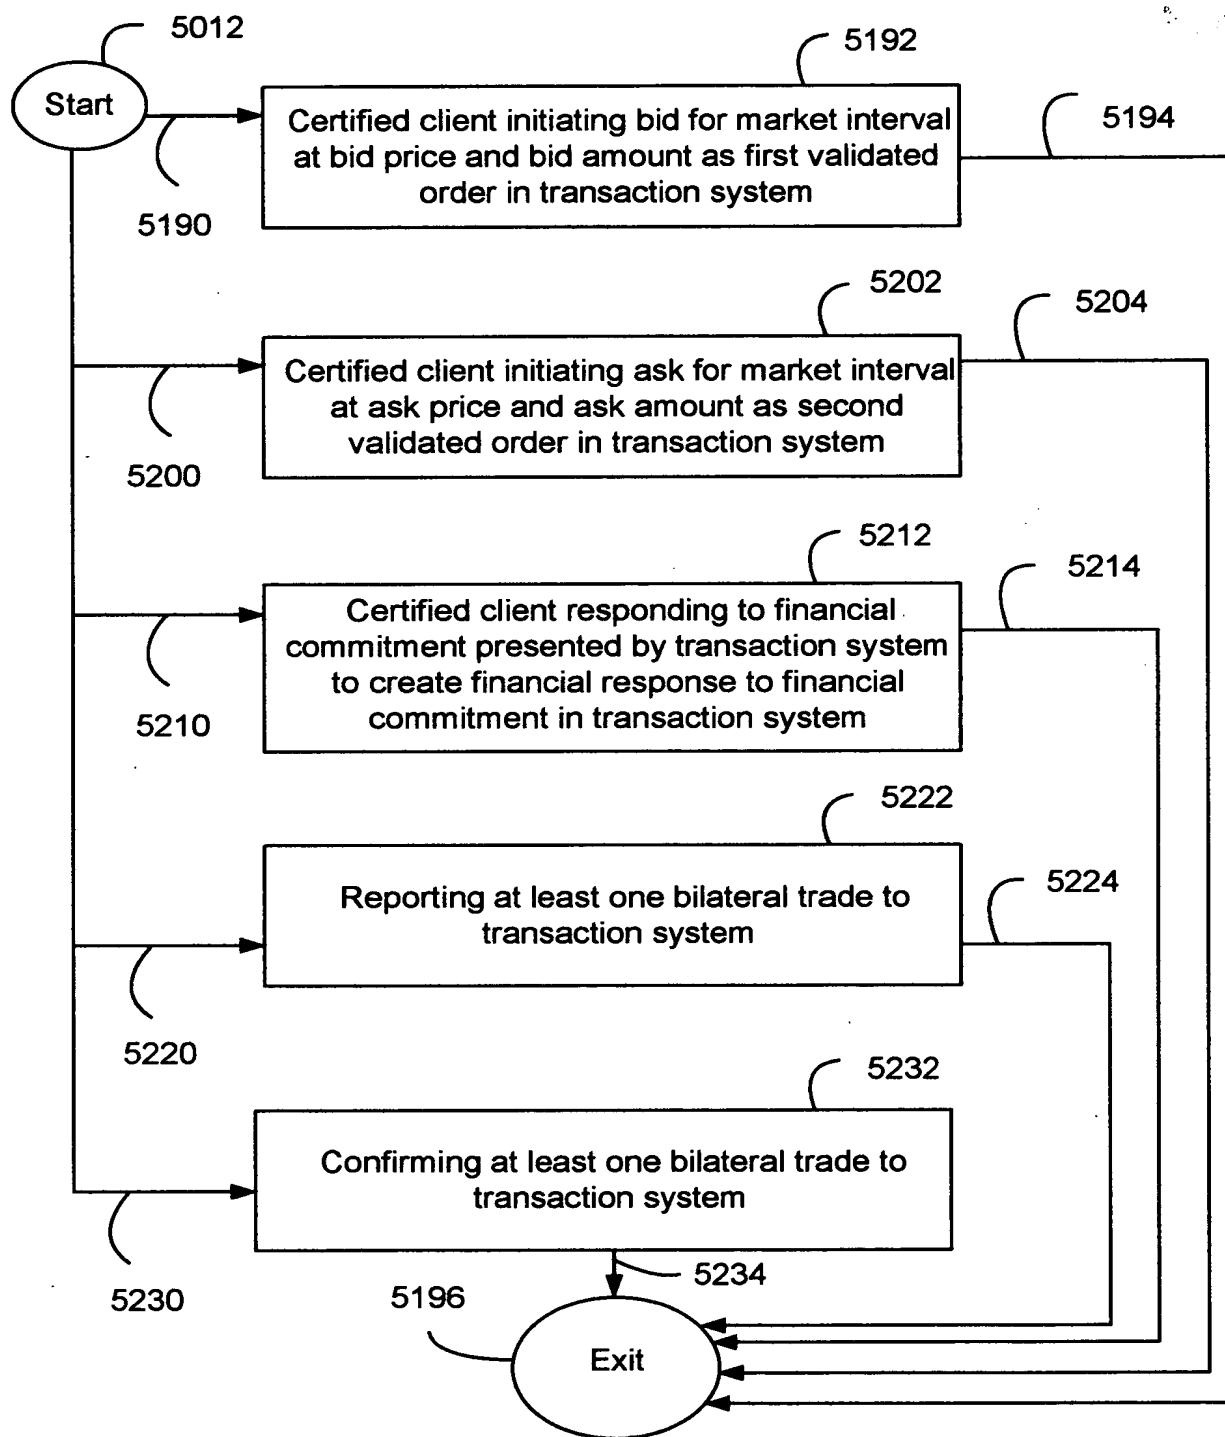 5012
Start
5192
5194
Certified client initiating bid for market interval
at bid price and bid amount as first validated
order in transaction system
5190
5202
5204
Certified client initiating ask for market interval
at ask price and ask amount as second
validated order in transaction system
5200
5212
5214
Certified client responding to financial
commitment presented by transaction system
to create financial response to financial
commitment in transaction system
5210
5222
5224
Reporting at least one bilateral trade to
transaction system
5220
5232
Confirming at least one bilateral trade to
transaction system
5230
5234
5196
Exit